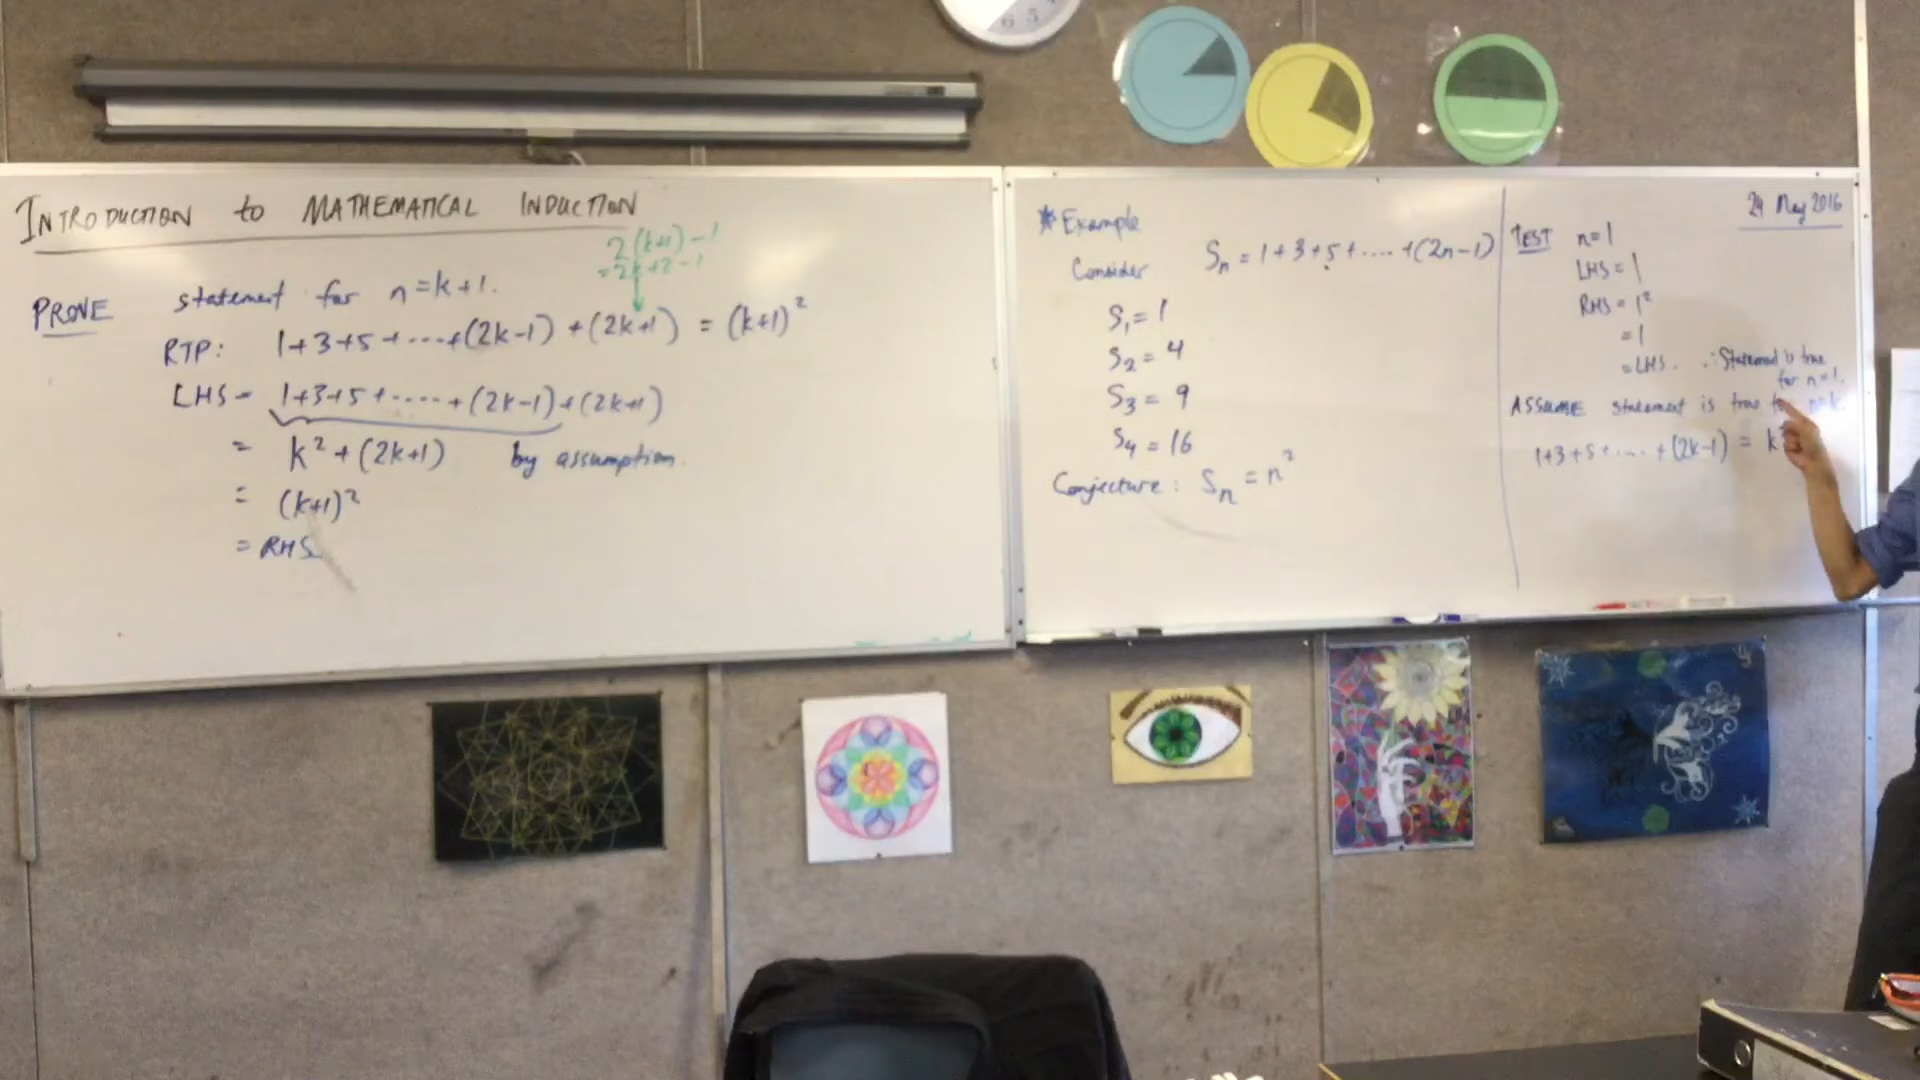 INTRODUCTION to MATHEMATICAL INDUCTION
2(k+1)-1
=2k+2-1
PROVE statement for n=k+1.
RTP: 1+3+5+....+(2k-1)+(2k+1) = (k+1)²
LHS = 1+3+5+.....+(2k-1)+(2k+1)
= k²+(2k+1) by assumption.
= (k+1)²
= RHS
*Example
Consider Sₙ = 1+3+5+....+(2n-1)
S₁ = 1
S₂ = 4
S₃ = 9
S₄ = 16
Conjecture: Sₙ = n²
24 May 2016
TEST n=1
LHS = 1
RHS = 1²
= 1
= LHS. ∴ Statement is true
for n=1.
ASSUME statement is true
1+3+5+....+(2k-1) = k
6 5